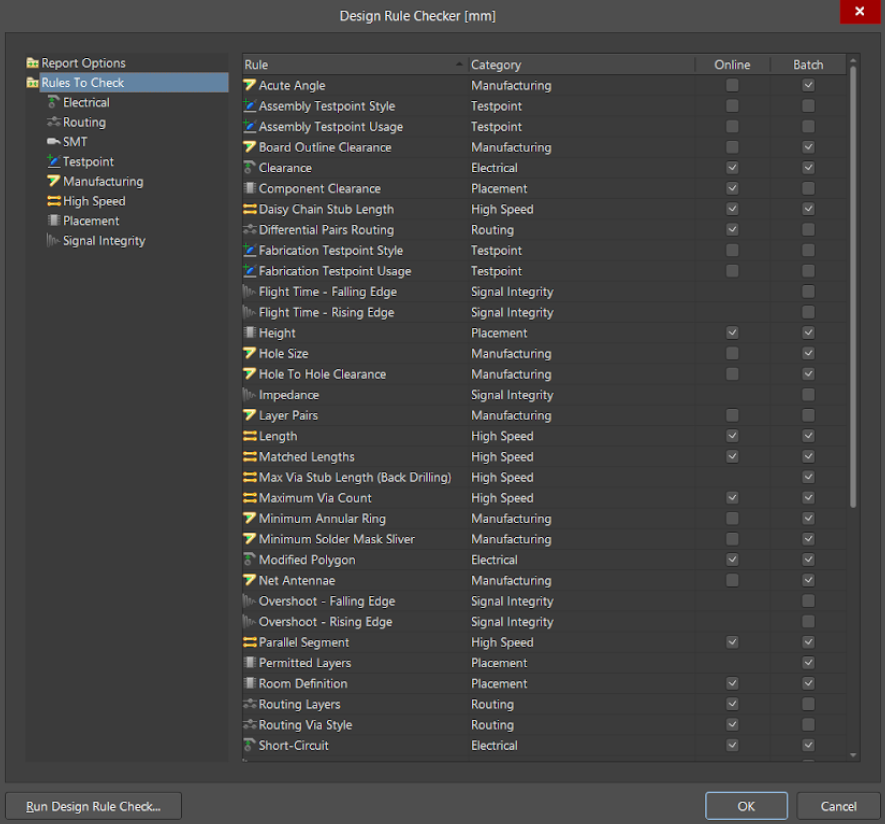 Design Rule Checker [mm]
Report Options
Rules To Check
Electrical
Routing
SMT
Testpoint
Manufacturing
High Speed
Placement
Signal Integrity
Rule Category Online Batch
Acute Angle Manufacturing
Assembly Testpoint Style Testpoint
Assembly Testpoint Usage Testpoint
Board Outline Clearance Manufacturing
Clearance Electrical
Component Clearance Placement
Daisy Chain Stub Length High Speed
Differential Pairs Routing Routing
Fabrication Testpoint Style Testpoint
Fabrication Testpoint Usage Testpoint
Flight Time - Falling Edge Signal Integrity
Flight Time - Rising Edge Signal Integrity
Height Placement
Hole Size Manufacturing
Hole To Hole Clearance Manufacturing
Impedance Signal Integrity
Layer Pairs Manufacturing
Length High Speed
Matched Lengths High Speed
Max Via Stub Length (Back Drilling) High Speed
Maximum Via Count High Speed
Minimum Annular Ring Manufacturing
Minimum Solder Mask Sliver Manufacturing
Modified Polygon Electrical
Net Antennae Manufacturing
Overshoot - Falling Edge Signal Integrity
Overshoot - Rising Edge Signal Integrity
Parallel Segment High Speed
Permitted Layers Placement
Room Definition Placement
Routing Layers Routing
Routing Via Style Routing
Short-Circuit Electrical
Run Design Rule Check... OK Cancel